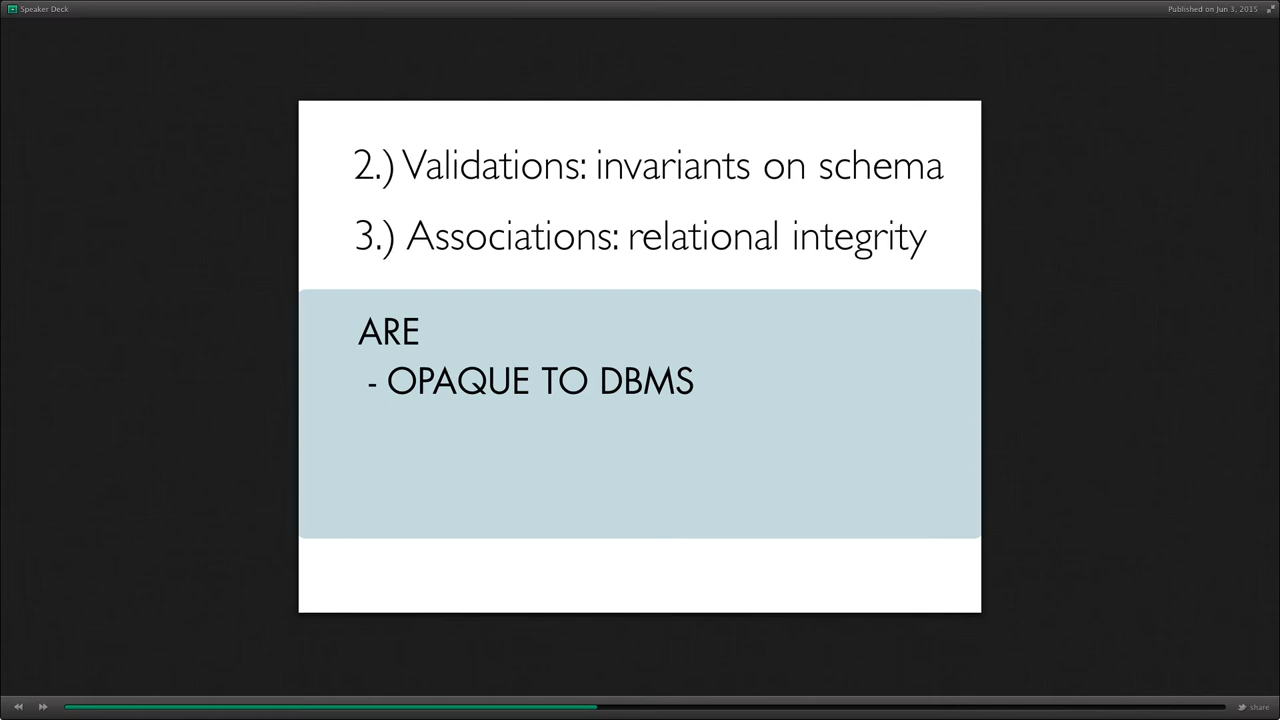 Speaker Deck
Published on Jun 3, 2015
2.) Validations: invariants on schema
3.) Associations: relational integrity
ARE
- OPAQUE TO DBMS
share